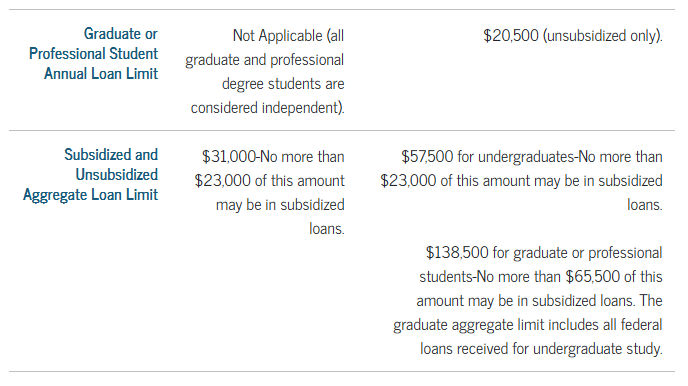 Graduate or
Professional Student
Annual Loan Limit
Not Applicable (all
graduate and professional
degree students are
considered independent).
$20,500 (unsubsidized only).
Subsidized and
Unsubsidized
Aggregate Loan Limit
$31,000-No more than
$23,000 of this amount
may be in subsidized
loans.
$57,500 for undergraduates-No more than
$23,000 of this amount may be in subsidized
loans.
$138,500 for graduate or professional
students-No more than $65,500 of this
amount may be in subsidized loans. The
graduate aggregate limit includes all federal
loans received for undergraduate study.